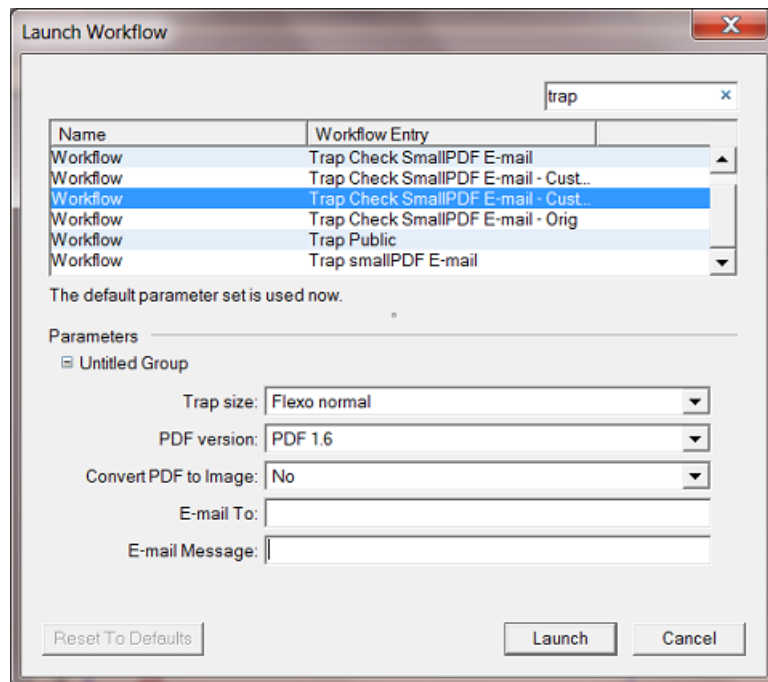 Launch Workflow
trap
Name Workflow Entry
Workflow Trap Check SmallPDF E-mail
Workflow Trap Check SmallPDF E-mail - Cust...
Workflow Trap Check SmallPDF E-mail - Cust...
Workflow Trap Check SmallPDF E-mail - Orig
Workflow Trap Public
Workflow Trap smallPDF E-mail
The default parameter set is used now.
Parameters
Untitled Group
Trap size: Flexo normal
PDF version: PDF 1.6
Convert PDF to Image: No
E-mail To:
E-mail Message:
Reset To Defaults Launch Cancel